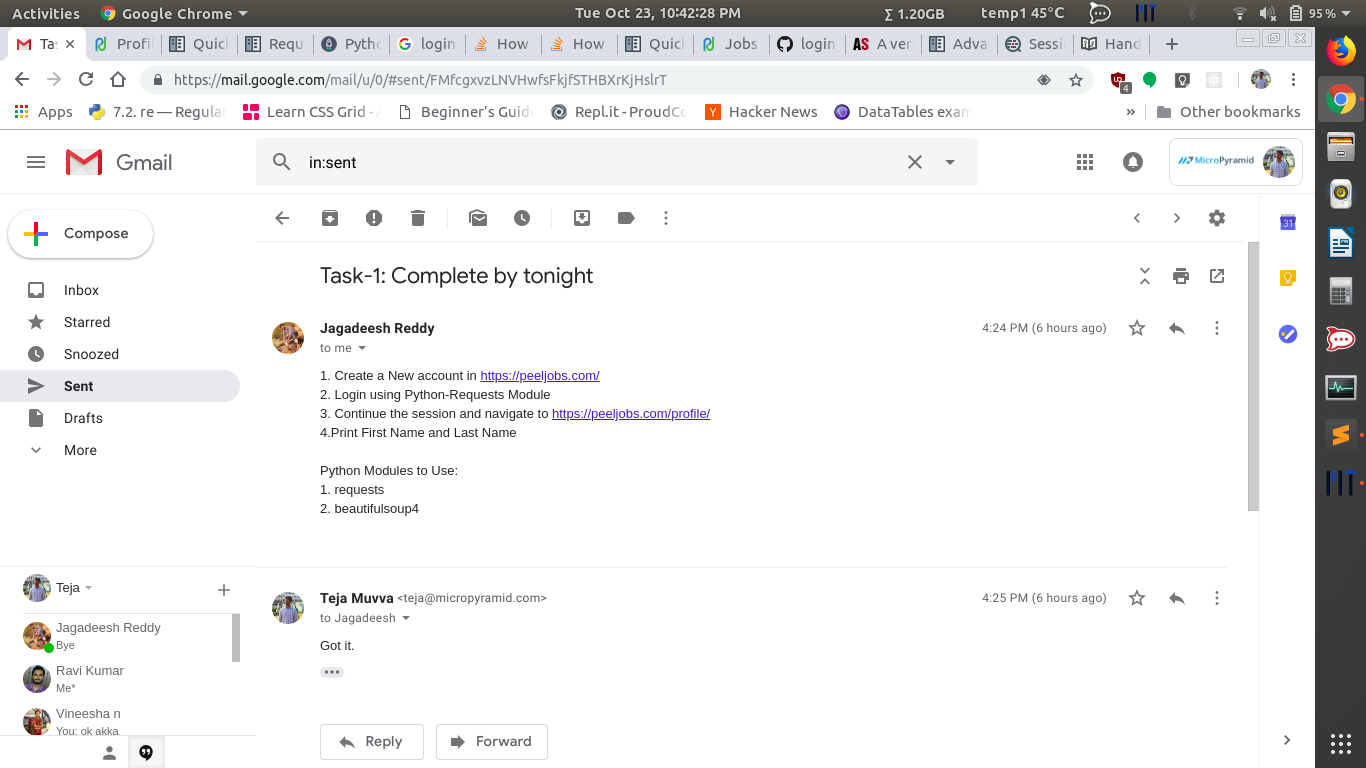 Activities Google Chrome Tue Oct 23, 10:42:28 PM Σ 1.20GB temp1 45°C 95%
Tas Profil Quick Requ Pytho login How How Quick Jobs login A ver Adva Sessi Hand
https://mail.google.com/mail/u/0/#sent/FMfcgxvzLNVHwfsFkjfSTHBXrKjHslrT 4
Apps 7.2. re — Regular Learn CSS Grid - A Beginner's Guide Repl.it - ProudCo Hacker News DataTables exam » Other bookmarks
Gmail in:sent MicroPyramid
Compose
Inbox
Starred
Snoozed
Sent
Drafts
More
31
Task-1: Complete by tonight
Jagadeesh Reddy 4:24 PM (6 hours ago)
to me
1. Create a New account in https://peeljobs.com/
2. Login using Python-Requests Module
3. Continue the session and navigate to https://peeljobs.com/profile/
4.Print First Name and Last Name
Python Modules to Use:
1. requests
2. beautifulsoup4
Teja Muvva <teja@micropyramid.com> 4:25 PM (6 hours ago)
to Jagadeesh
Got it.
Reply Forward
Teja
Jagadeesh Reddy
Bye
Ravi Kumar
Me*
Vineesha n
You: ok akka